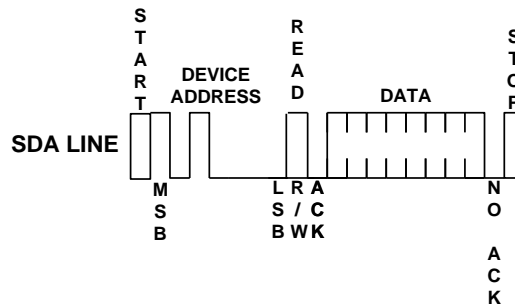 START
READ
STOP
DEVICE
ADDRESS
DATA
SDA LINE
MSB
LSB
R/W
ACK
NO ACK